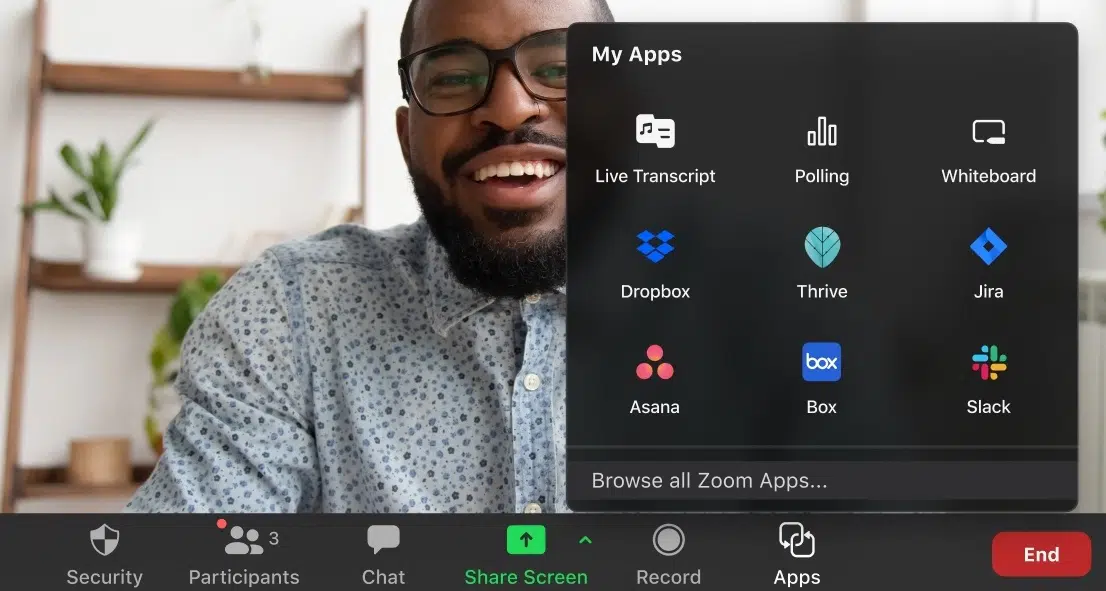 My Apps
Live Transcript Polling Whiteboard
Dropbox Thrive Jira
box
Asana Box Slack
Browse all Zoom Apps...
3
Security Participants Chat Share Screen Record Apps
End